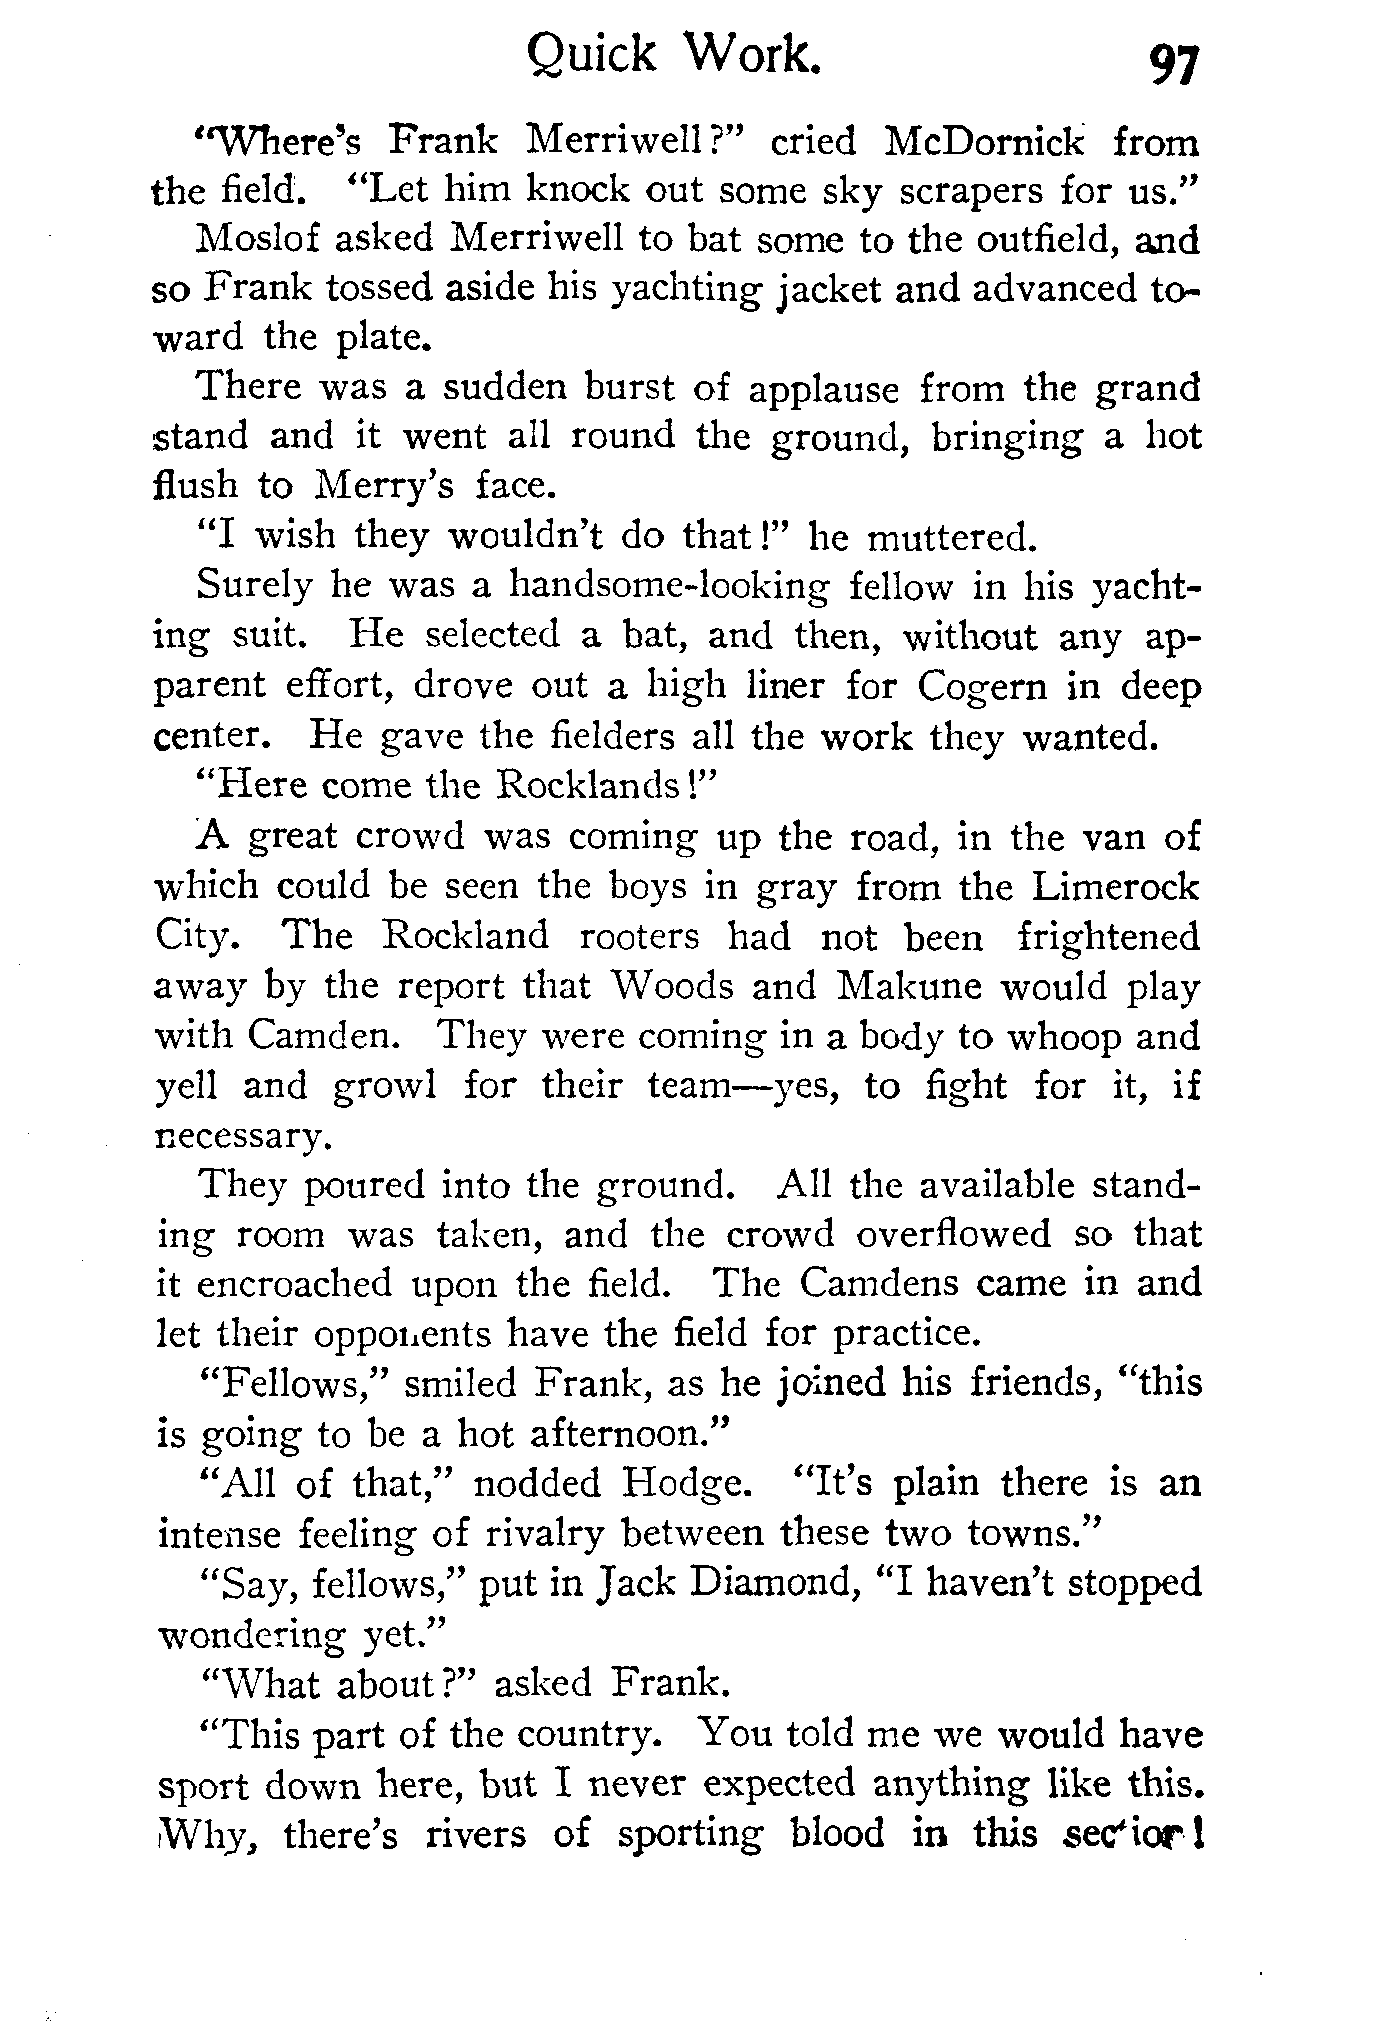 Quick Work. 97
“Where’s Frank Merriwell?” cried McDornick from
the field. “Let him knock out some sky scrapers for us.”
Moslof asked Merriwell to bat some to the outfield, and
so Frank tossed aside his yachting jacket and advanced to-
ward the plate.
There was a sudden burst of applause from the grand
stand and it went all round the ground, bringing a hot
flush to Merry’s face.
“I wish they wouldn’t do that!” he muttered.
Surely he was a handsome-looking fellow in his yacht-
ing suit. He selected a bat, and then, without any ap-
parent effort, drove out a high liner for Cogern in deep
center. He gave the fielders all the work they wanted.
“Here come the Rocklands!”
A great crowd was coming up the road, in the van of
which could be seen the boys in gray from the Limerock
City. The Rockland rooters had not been frightened
away by the report that Woods and Makune would play
with Camden. They were coming in a body to whoop and
yell and growl for their team—yes, to fight for it, if
necessary.
They poured into the ground. All the available stand-
ing room was taken, and the crowd overflowed so that
it encroached upon the field. The Camdens came in and
let their opponents have the field for practice.
“Fellows,” smiled Frank, as he joined his friends, “this
is going to be a hot afternoon.”
“All of that,” nodded Hodge. “It’s plain there is an
intense feeling of rivalry between these two towns.”
“Say, fellows,” put in Jack Diamond, “I haven’t stopped
wondering yet.”
“What about?” asked Frank.
“This part of the country. You told me we would have
sport down here, but I never expected anything like this.
Why, there’s rivers of sporting blood in this section!